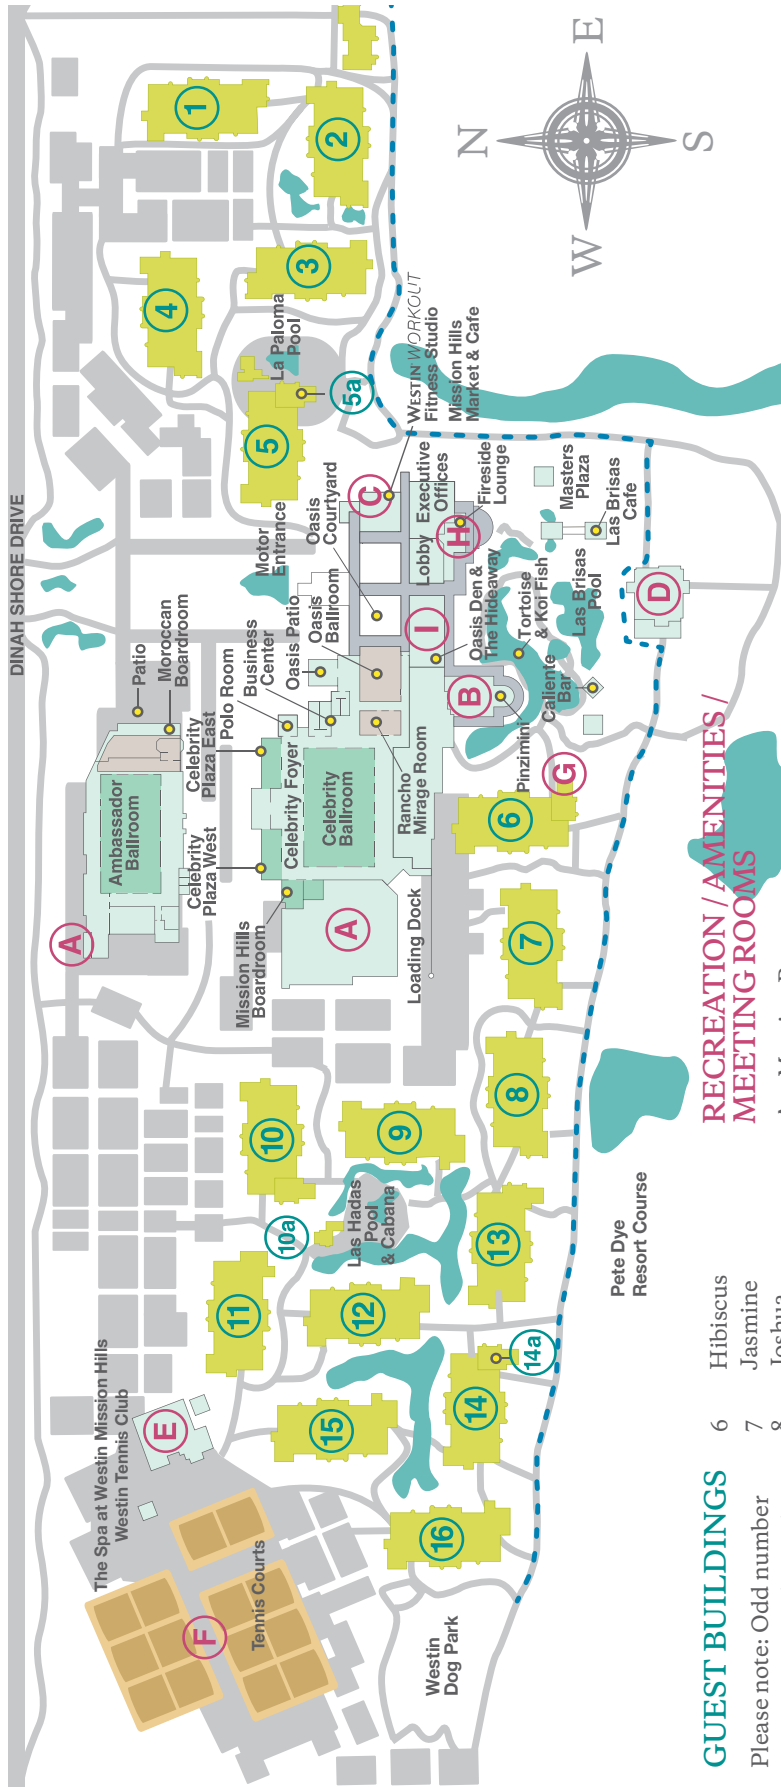 DINAH SHORE DRIVE
N
E
S
W
1
2
3
4
5
5a
La Paloma
Pool
WESTIN WORKOUT
Fitness Studio
Mission Hills
Market & Cafe
Motor
Entrance
Oasis
Courtyard
C
Executive
Offices
Lobby
H
Fireside
Lounge
Masters
Plaza
Las Brisas
Cafe
Las Brisas
Pool
D
Oasis Den &
The Hideaway
Tortoise
& Koi Fish
I
B
Pinzimini
Caliente
Bar
G
Patio
Moroccan
Boardroom
Ambassador
Ballroom
A
Celebrity
Plaza East
Celebrity
Plaza West
Polo Room
Business
Center
Oasis Patio
Oasis
Ballroom
Celebrity Foyer
Celebrity
Ballroom
Rancho
Mirage Room
Mission Hills
Boardroom
A
Loading Dock
6
7
8
9
10
10a
Las Hadas
Pool
& Cabana
11
12
13
14
14a
15
16
The Spa at Westin Mission Hills
Westin Tennis Club
E
F
Tennis Courts
Westin
Dog Park
Pete Dye
Resort Course
GUEST BUILDINGS
Please note: Odd number
6 Hibiscus
7 Jasmine
8 Joshua
RECREATION / AMENITIES /
MEETING ROOMS